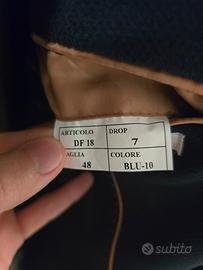 ARTICOLO DROP
DF 18 7
AGLIA COLORE
48 BLU-10
subito